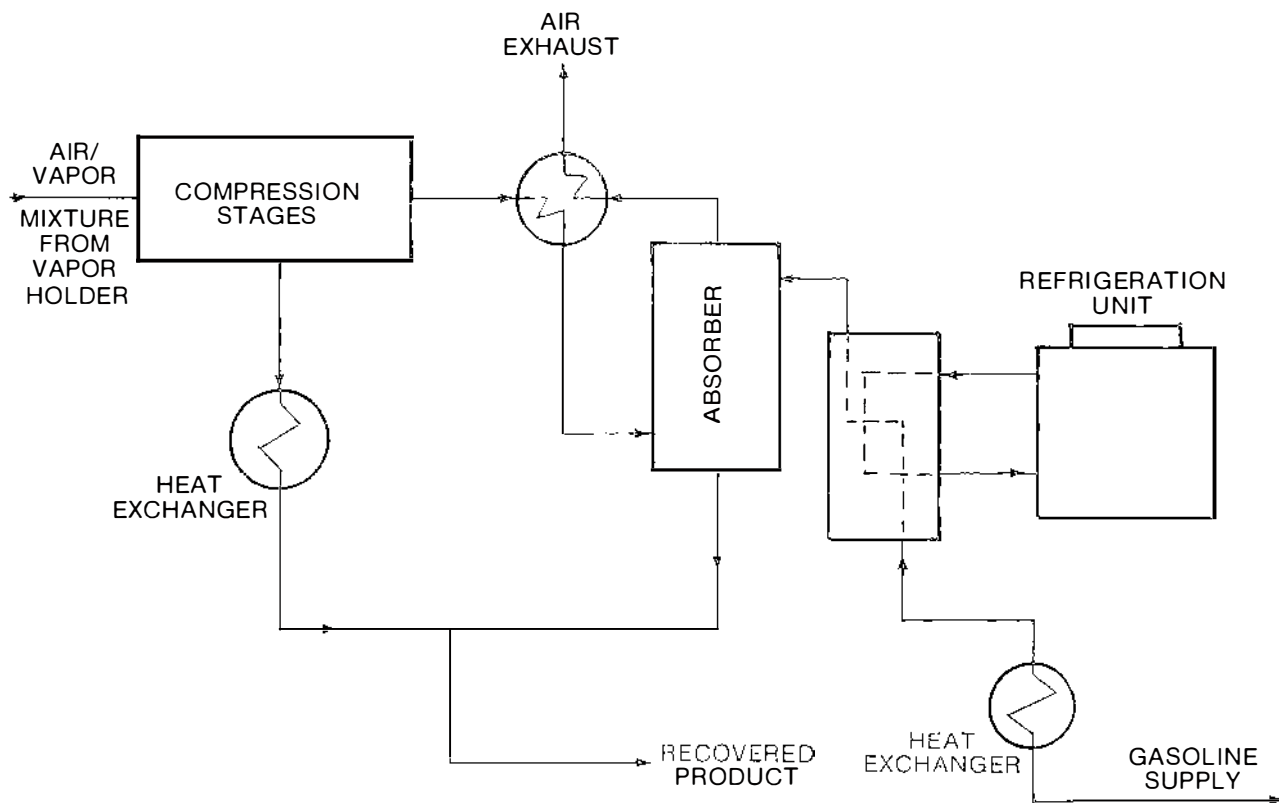 AIR
EXHAUST
AIR/
VAPOR
MIXTURE
FROM
VAPOR
HOLDER
COMPRESSION
STAGES
ABSORBER
REFRIGERATION
UNIT
HEAT
EXCHANGER
HEAT
EXCHANGER
RECOVERED
PRODUCT
GASOLINE
SUPPLY